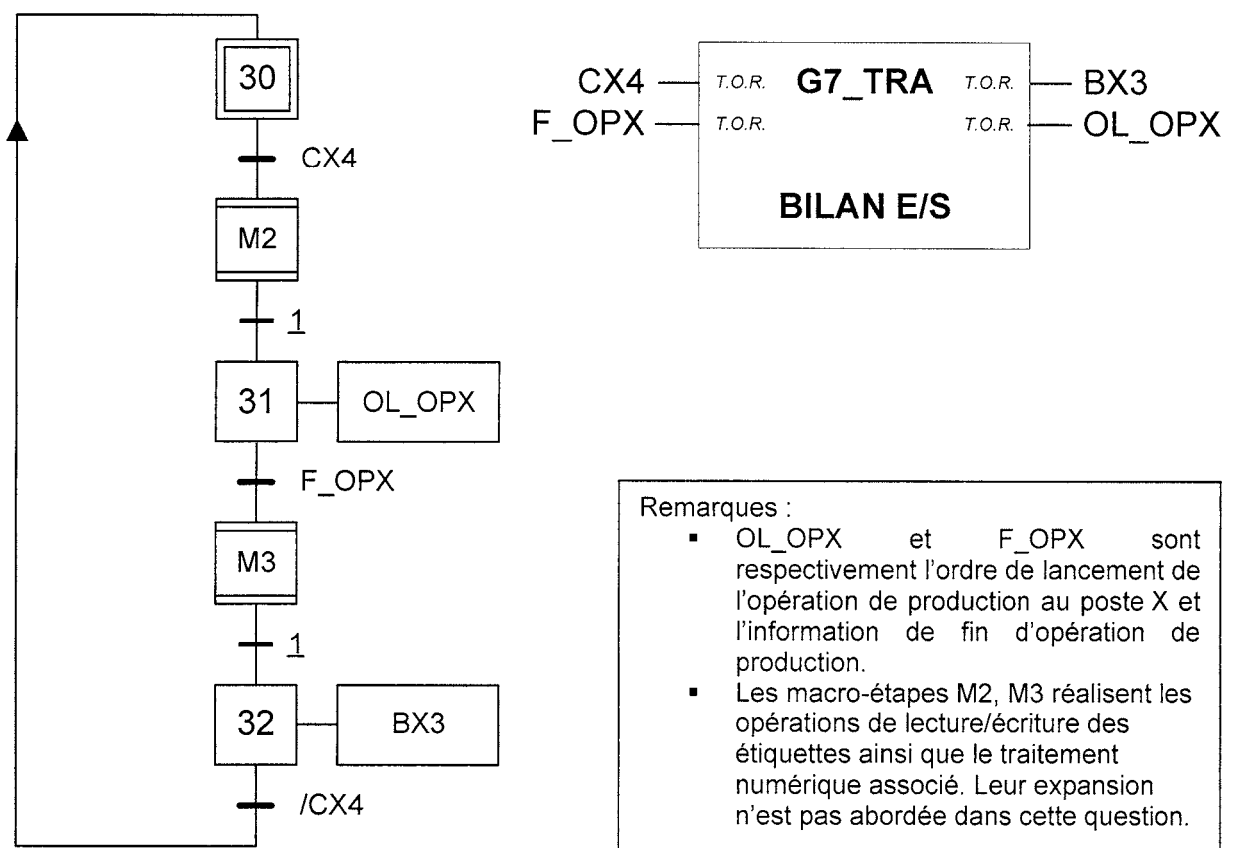 30
CX4
M2
1
31 OL_OPX
F_OPX
M3
1
32 BX3
/CX4
CX4 T.O.R. G7_TRA T.O.R. BX3
F_OPX T.O.R. T.O.R. OL_OPX
BILAN E/S
Remarques :
▪ OL_OPX et F_OPX sont
respectivement l'ordre de lancement de
l'opération de production au poste X et
l'information de fin d'opération de
production.
▪ Les macro-étapes M2, M3 réalisent les
opérations de lecture/écriture des
étiquettes ainsi que le traitement
numérique associé. Leur expansion
n'est pas abordée dans cette question.